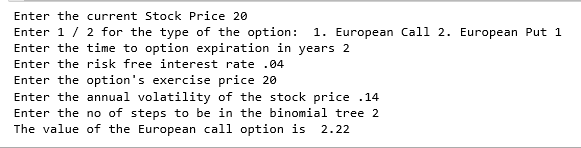 Enter the current Stock Price 20
Enter 1 / 2 for the type of the option:  1. European Call 2. European Put 1
Enter the time to option expiration in years 2
Enter the risk free interest rate .04
Enter the option's exercise price 20
Enter the annual volatility of the stock price .14
Enter the no of steps to be in the binomial tree 2
The value of the European call option is  2.22